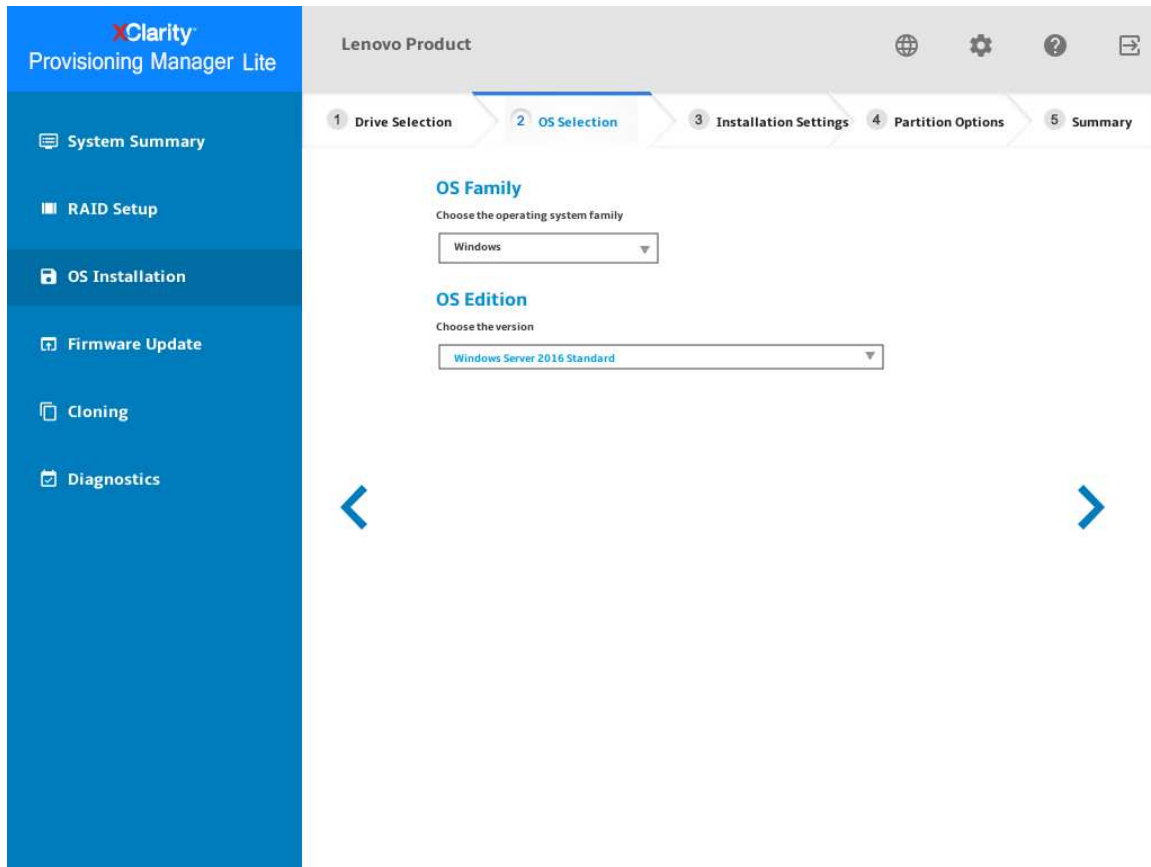 XClarity
Provisioning Manager Lite
Lenovo Product
System Summary
RAID Setup
OS Installation
Firmware Update
Cloning
Diagnostics
1 Drive Selection
2 OS Selection
3 Installation Settings
4 Partition Options
5 Summary
OS Family
Choose the operating system family
Windows
OS Edition
Choose the version
Windows Server 2016 Standard